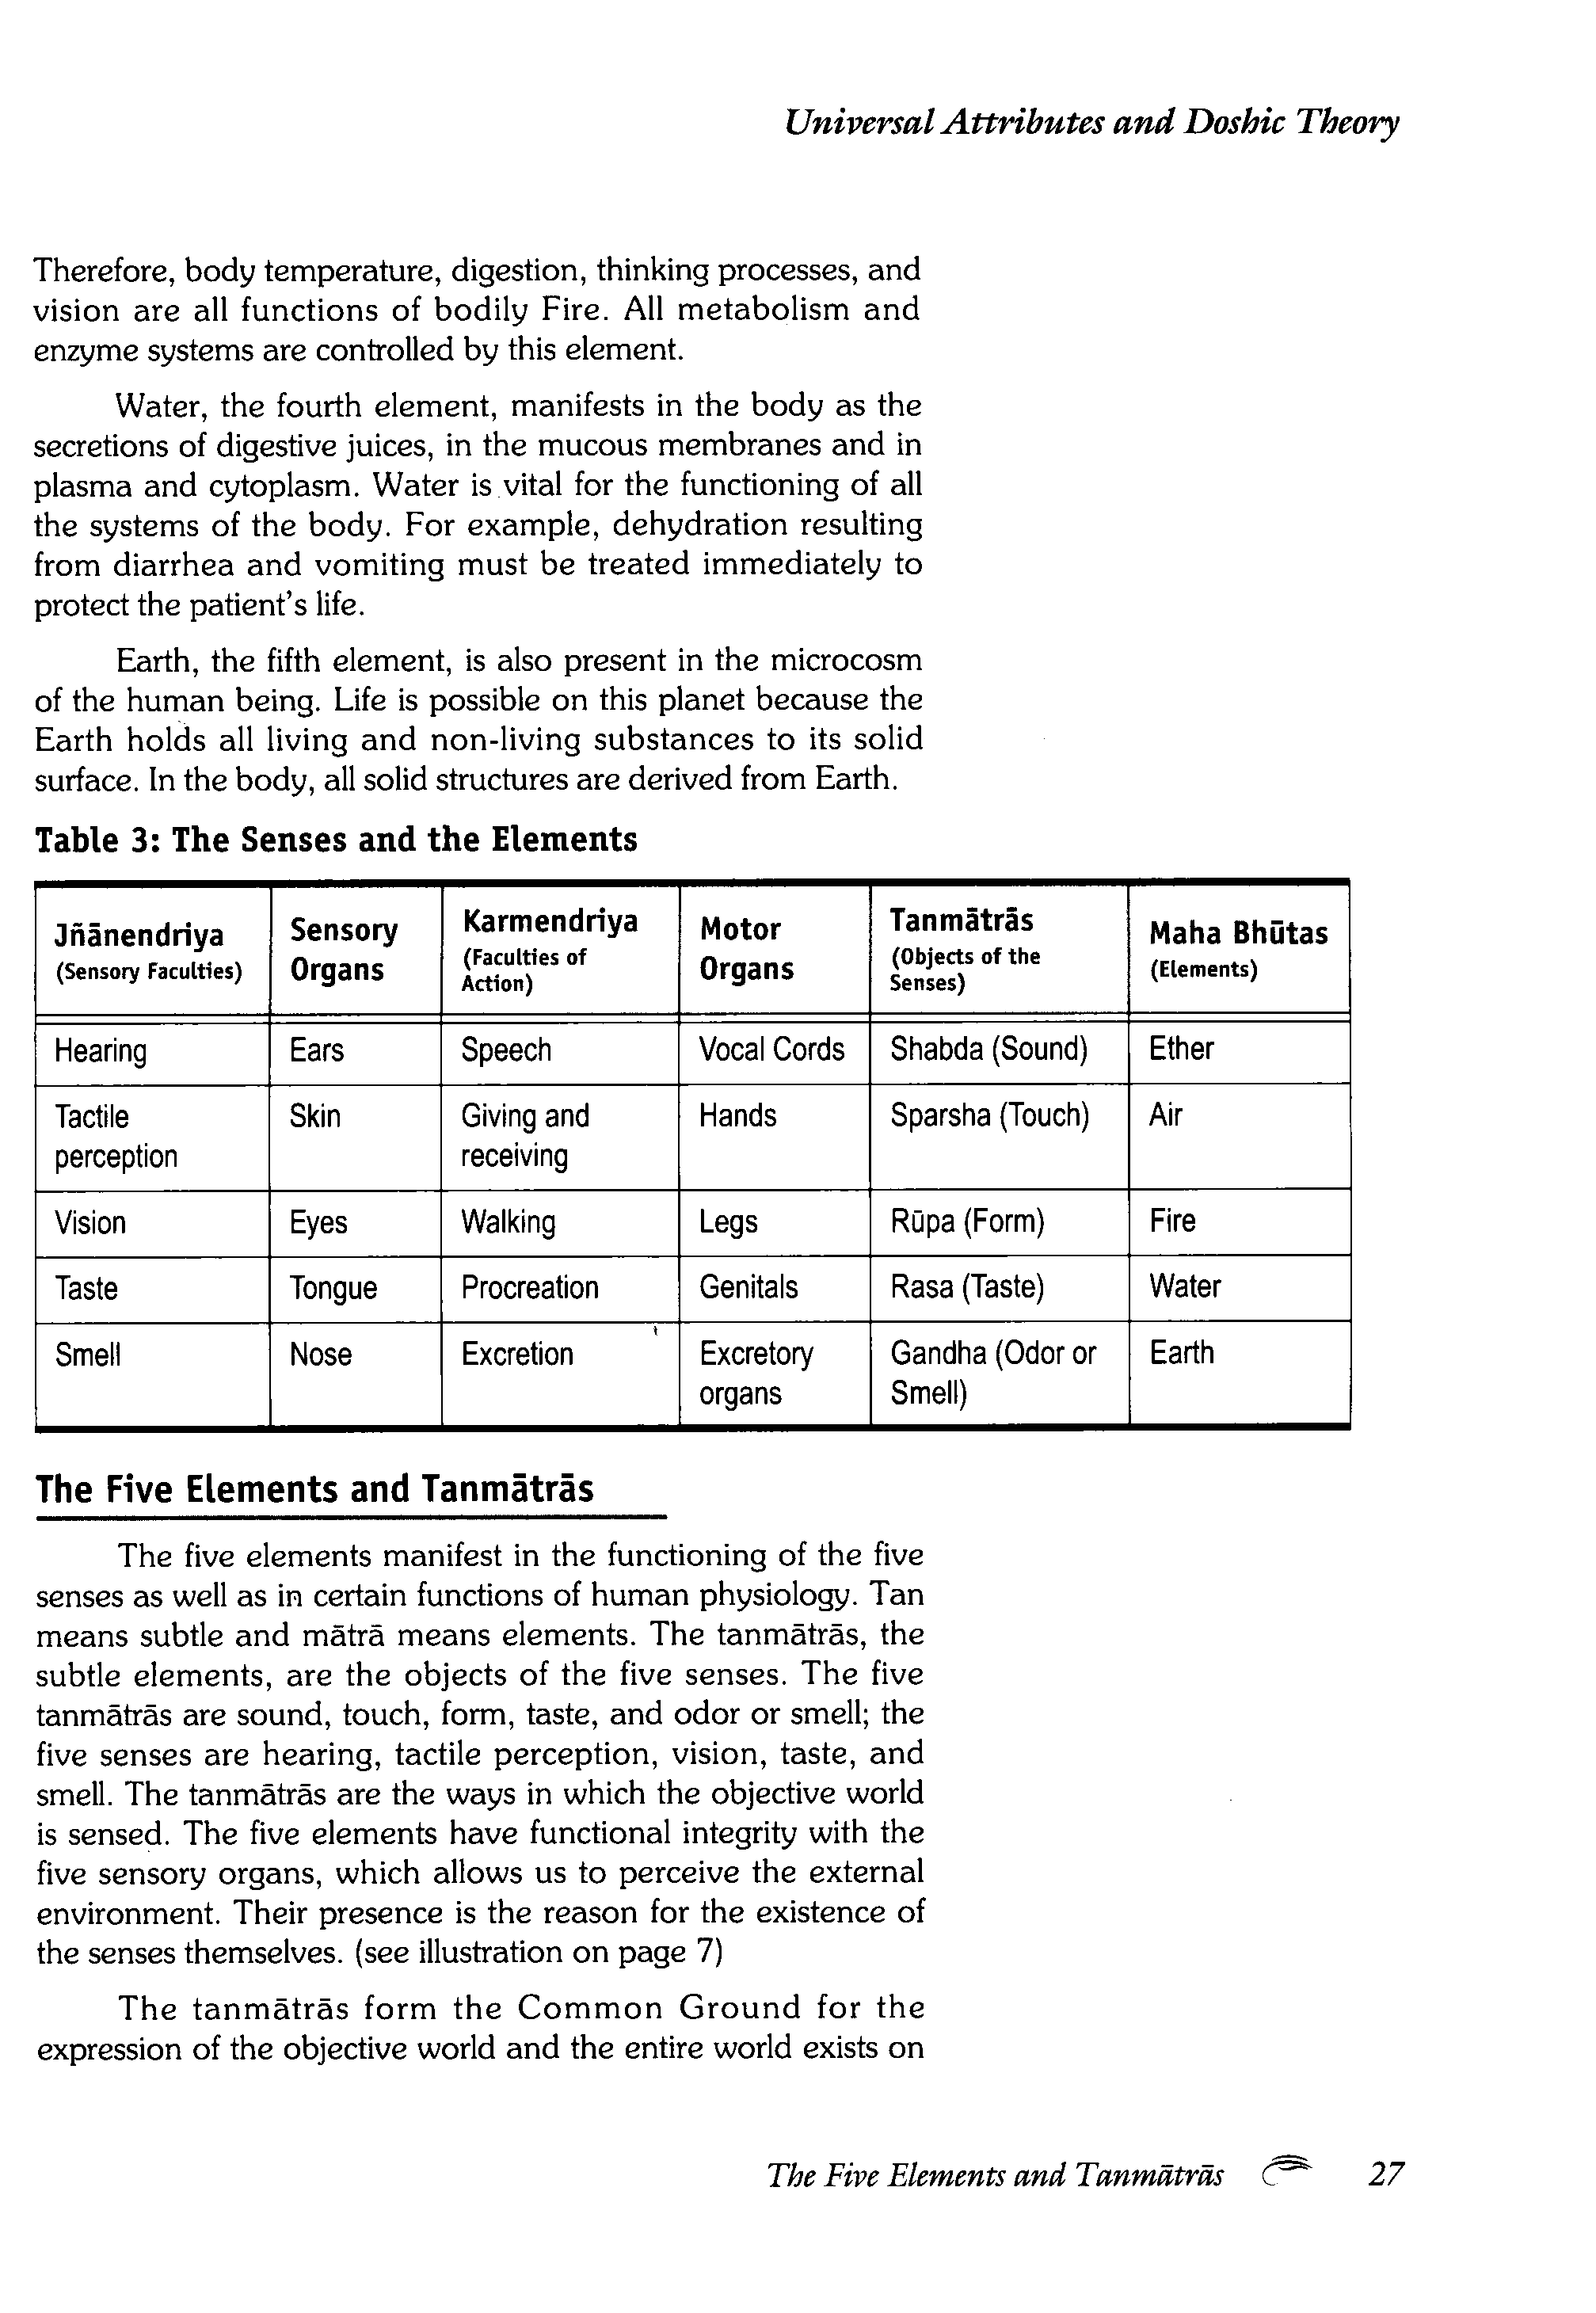 Universal Attributes and Doshic Theory
Therefore, body temperature, digestion, thinking processes, and
vision are all functions of bodily Fire. All metabolism and
enzyme systems are controlled by this element.
Water, the fourth element, manifests in the body as the
secretions of digestive juices, in the mucous membranes and in
plasma and cytoplasm. Water is vital for the functioning of all
the systems of the body. For example, dehydration resulting
from diarrhea and vomiting must be treated immediately to
protect the patient's life.
Earth, the fifth element, is also present in the microcosm
of the human being. Life is possible on this planet because the
Earth holds all living and non-living substances to its solid
surface. In the body, all solid structures are derived from Earth.
Table 3: The Senses and the Elements
Jñānendriya (Sensory Faculties) Sensory Organs Karmendriya (Faculties of Action) Motor Organs Tanmātrās (Objects of the Senses) Maha Bhūtas (Elements)
Hearing Ears Speech Vocal Cords Shabda (Sound) Ether
Tactile perception Skin Giving and receiving Hands Sparsha (Touch) Air
Vision Eyes Walking Legs Rūpa (Form) Fire
Taste Tongue Procreation Genitals Rasa (Taste) Water
Smell Nose Excretion Excretory organs Gandha (Odor or Smell) Earth
The Five Elements and Tanmātrās
The five elements manifest in the functioning of the five
senses as well as in certain functions of human physiology. Tan
means subtle and mātrā means elements. The tanmātrās, the
subtle elements, are the objects of the five senses. The five
tanmātrās are sound, touch, form, taste, and odor or smell; the
five senses are hearing, tactile perception, vision, taste, and
smell. The tanmātrās are the ways in which the objective world
is sensed. The five elements have functional integrity with the
five sensory organs, which allows us to perceive the external
environment. Their presence is the reason for the existence of
the senses themselves. (see illustration on page 7)
The tanmātrās form the Common Ground for the
expression of the objective world and the entire world exists on
The Five Elements and Tanmātrās 27